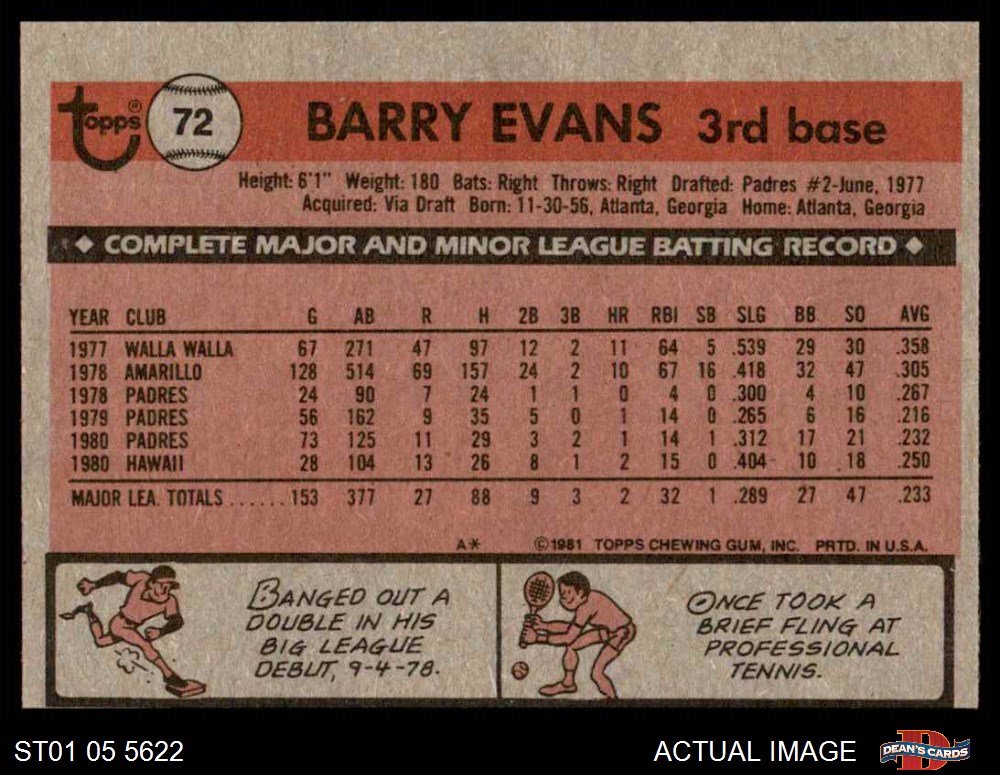 topps® 72 BARRY EVANS 3rd base
Height: 6'1" Weight: 180 Bats: Right Throws: Right Drafted: Padres #2-June, 1977
Acquired: Via Draft Born: 11-30-56, Atlanta, Georgia Home: Atlanta, Georgia
◆ COMPLETE MAJOR AND MINOR LEAGUE BATTING RECORD ◆
YEAR CLUB G AB R H 2B 3B HR RBI SB SLG BB SO AVG
1977 WALLA WALLA 67 271 47 97 12 2 11 64 5 .539 29 30 .358
1978 AMARILLO 128 514 69 157 24 2 10 67 16 .418 32 47 .305
1978 PADRES 24 90 7 24 1 1 0 4 0 .300 4 10 .267
1979 PADRES 56 162 9 35 5 0 1 14 0 .265 6 16 .216
1980 PADRES 73 125 11 29 3 2 1 14 1 .312 17 21 .232
1980 HAWAII 28 104 13 26 8 1 2 15 0 .404 10 18 .250
MAJOR LEA. TOTALS ...... 153 377 27 88 9 3 2 32 1 .289 27 47 .233
A* ©1981 TOPPS CHEWING GUM, INC. PRTD. IN U.S.A.
BANGED OUT A
DOUBLE IN HIS
BIG LEAGUE
DEBUT, 9-4-78.
ONCE TOOK A
BRIEF FLING AT
PROFESSIONAL
TENNIS.
ST01 05 5622 ACTUAL IMAGE DEAN'S CARDS